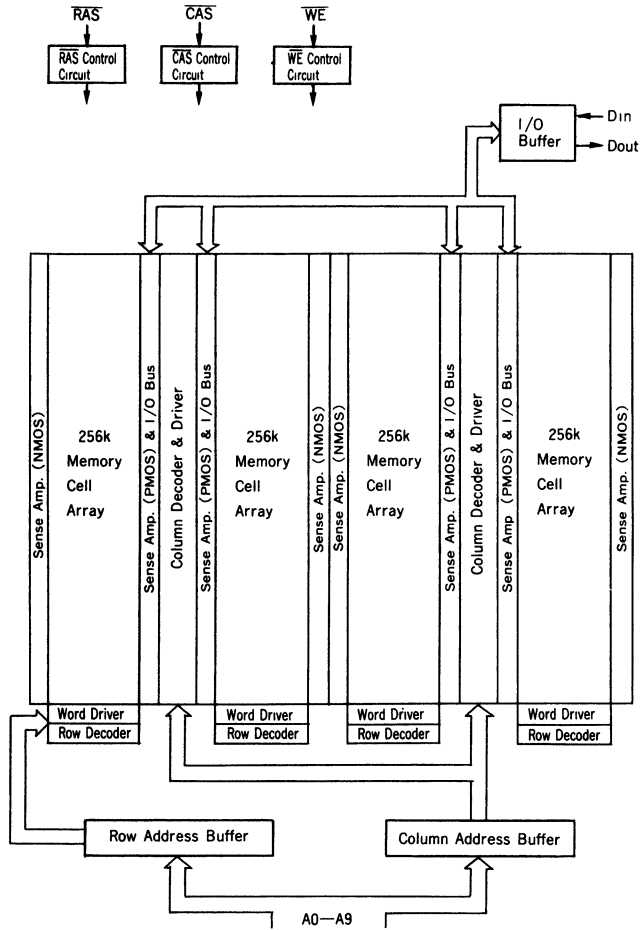 RAS CAS WE
RAS Control Circuit
CAS Control Circuit
WE Control Circuit
I/O Buffer
Din
Dout
Sense Amp. (NMOS)
256k Memory Cell Array
Sense Amp. (PMOS) & I/O Bus
Column Decoder & Driver
Sense Amp. (PMOS) & I/O Bus
256k Memory Cell Array
Sense Amp. (NMOS)
Sense Amp. (NMOS)
256k Memory Cell Array
Sense Amp. (PMOS) & I/O Bus
Column Decoder & Driver
Sense Amp (PMOS) & I/O Bus
256k Memory Cell Array
Sense Amp. (NMOS)
Word Driver
Row Decoder
Word Driver
Row Decoder
Word Driver
Row Decoder
Word Driver
Row Decoder
Row Address Buffer
Column Address Buffer
A0—A9